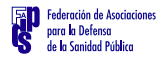 Federación de Asociaciones
para la Defensa
de la Sanidad Pública